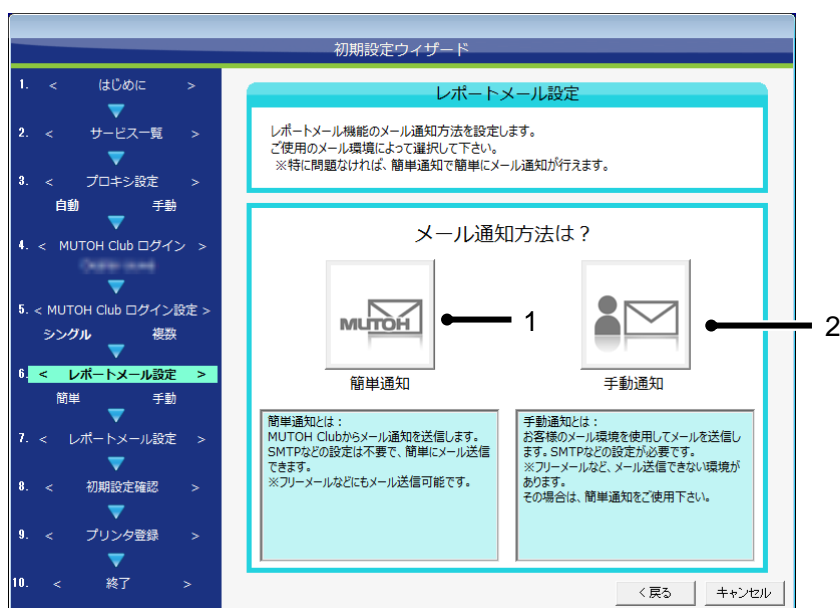 初期設定ウィザード
1. < はじめに >
2. < サービス一覧 >
3. < プロキシ設定 >
自動 手動
4. < MUTOH Club ログイン >
5. < MUTOH Club ログイン設定 >
シングル 複数
6. < レポートメール設定 >
簡単 手動
7. < レポートメール設定 >
8. < 初期設定確認 >
9. < プリンタ登録 >
10. < 終了 >
レポートメール設定
レポートメール機能のメール通知方法を設定します。
ご使用のメール環境によって選択して下さい。
※特に問題なければ、簡単通知で簡単にメール通知が行えます。
メール通知方法は？
MUTOH
1
2
簡単通知
手動通知
簡単通知とは：
MUTOH Clubからメール通知を送信します。
SMTPなどの設定は不要で、簡単にメール送信
できます。
※フリーメールなどにもメール送信可能です。
手動通知とは：
お客様のメール環境を使用してメールを送信し
ます。SMTPなどの設定が必要です。
※フリーメールなど、メール送信できない環境が
あります。
その場合は、簡単通知をご使用下さい。
< 戻る
キャンセル